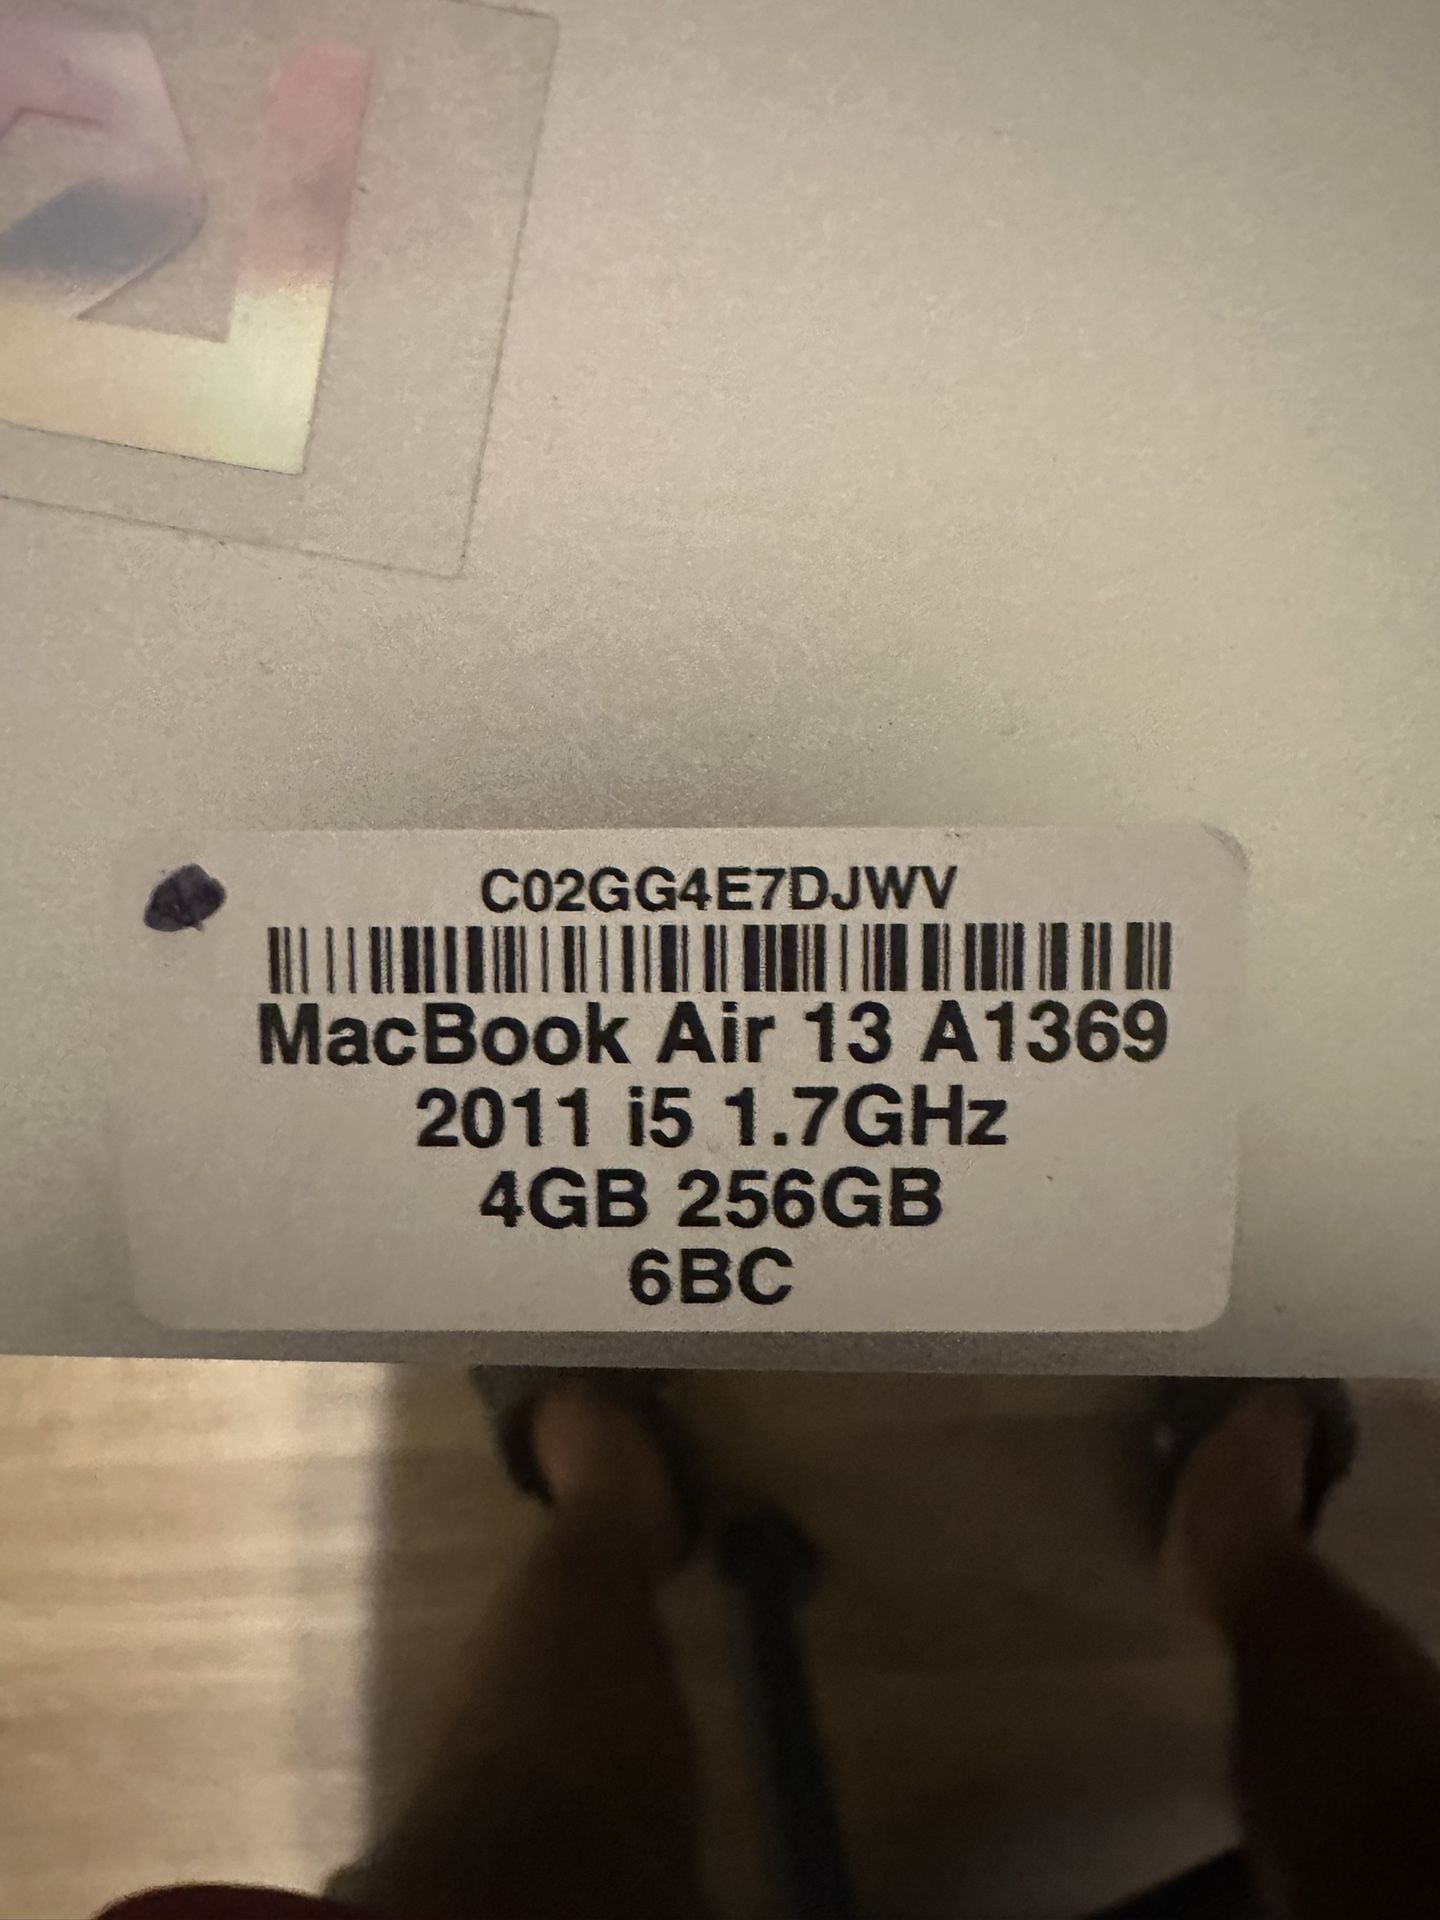 C02GG4E7DJWV
MacBook Air 13 A1369
2011 i5 1.7GHz
4GB 256GB
6BC